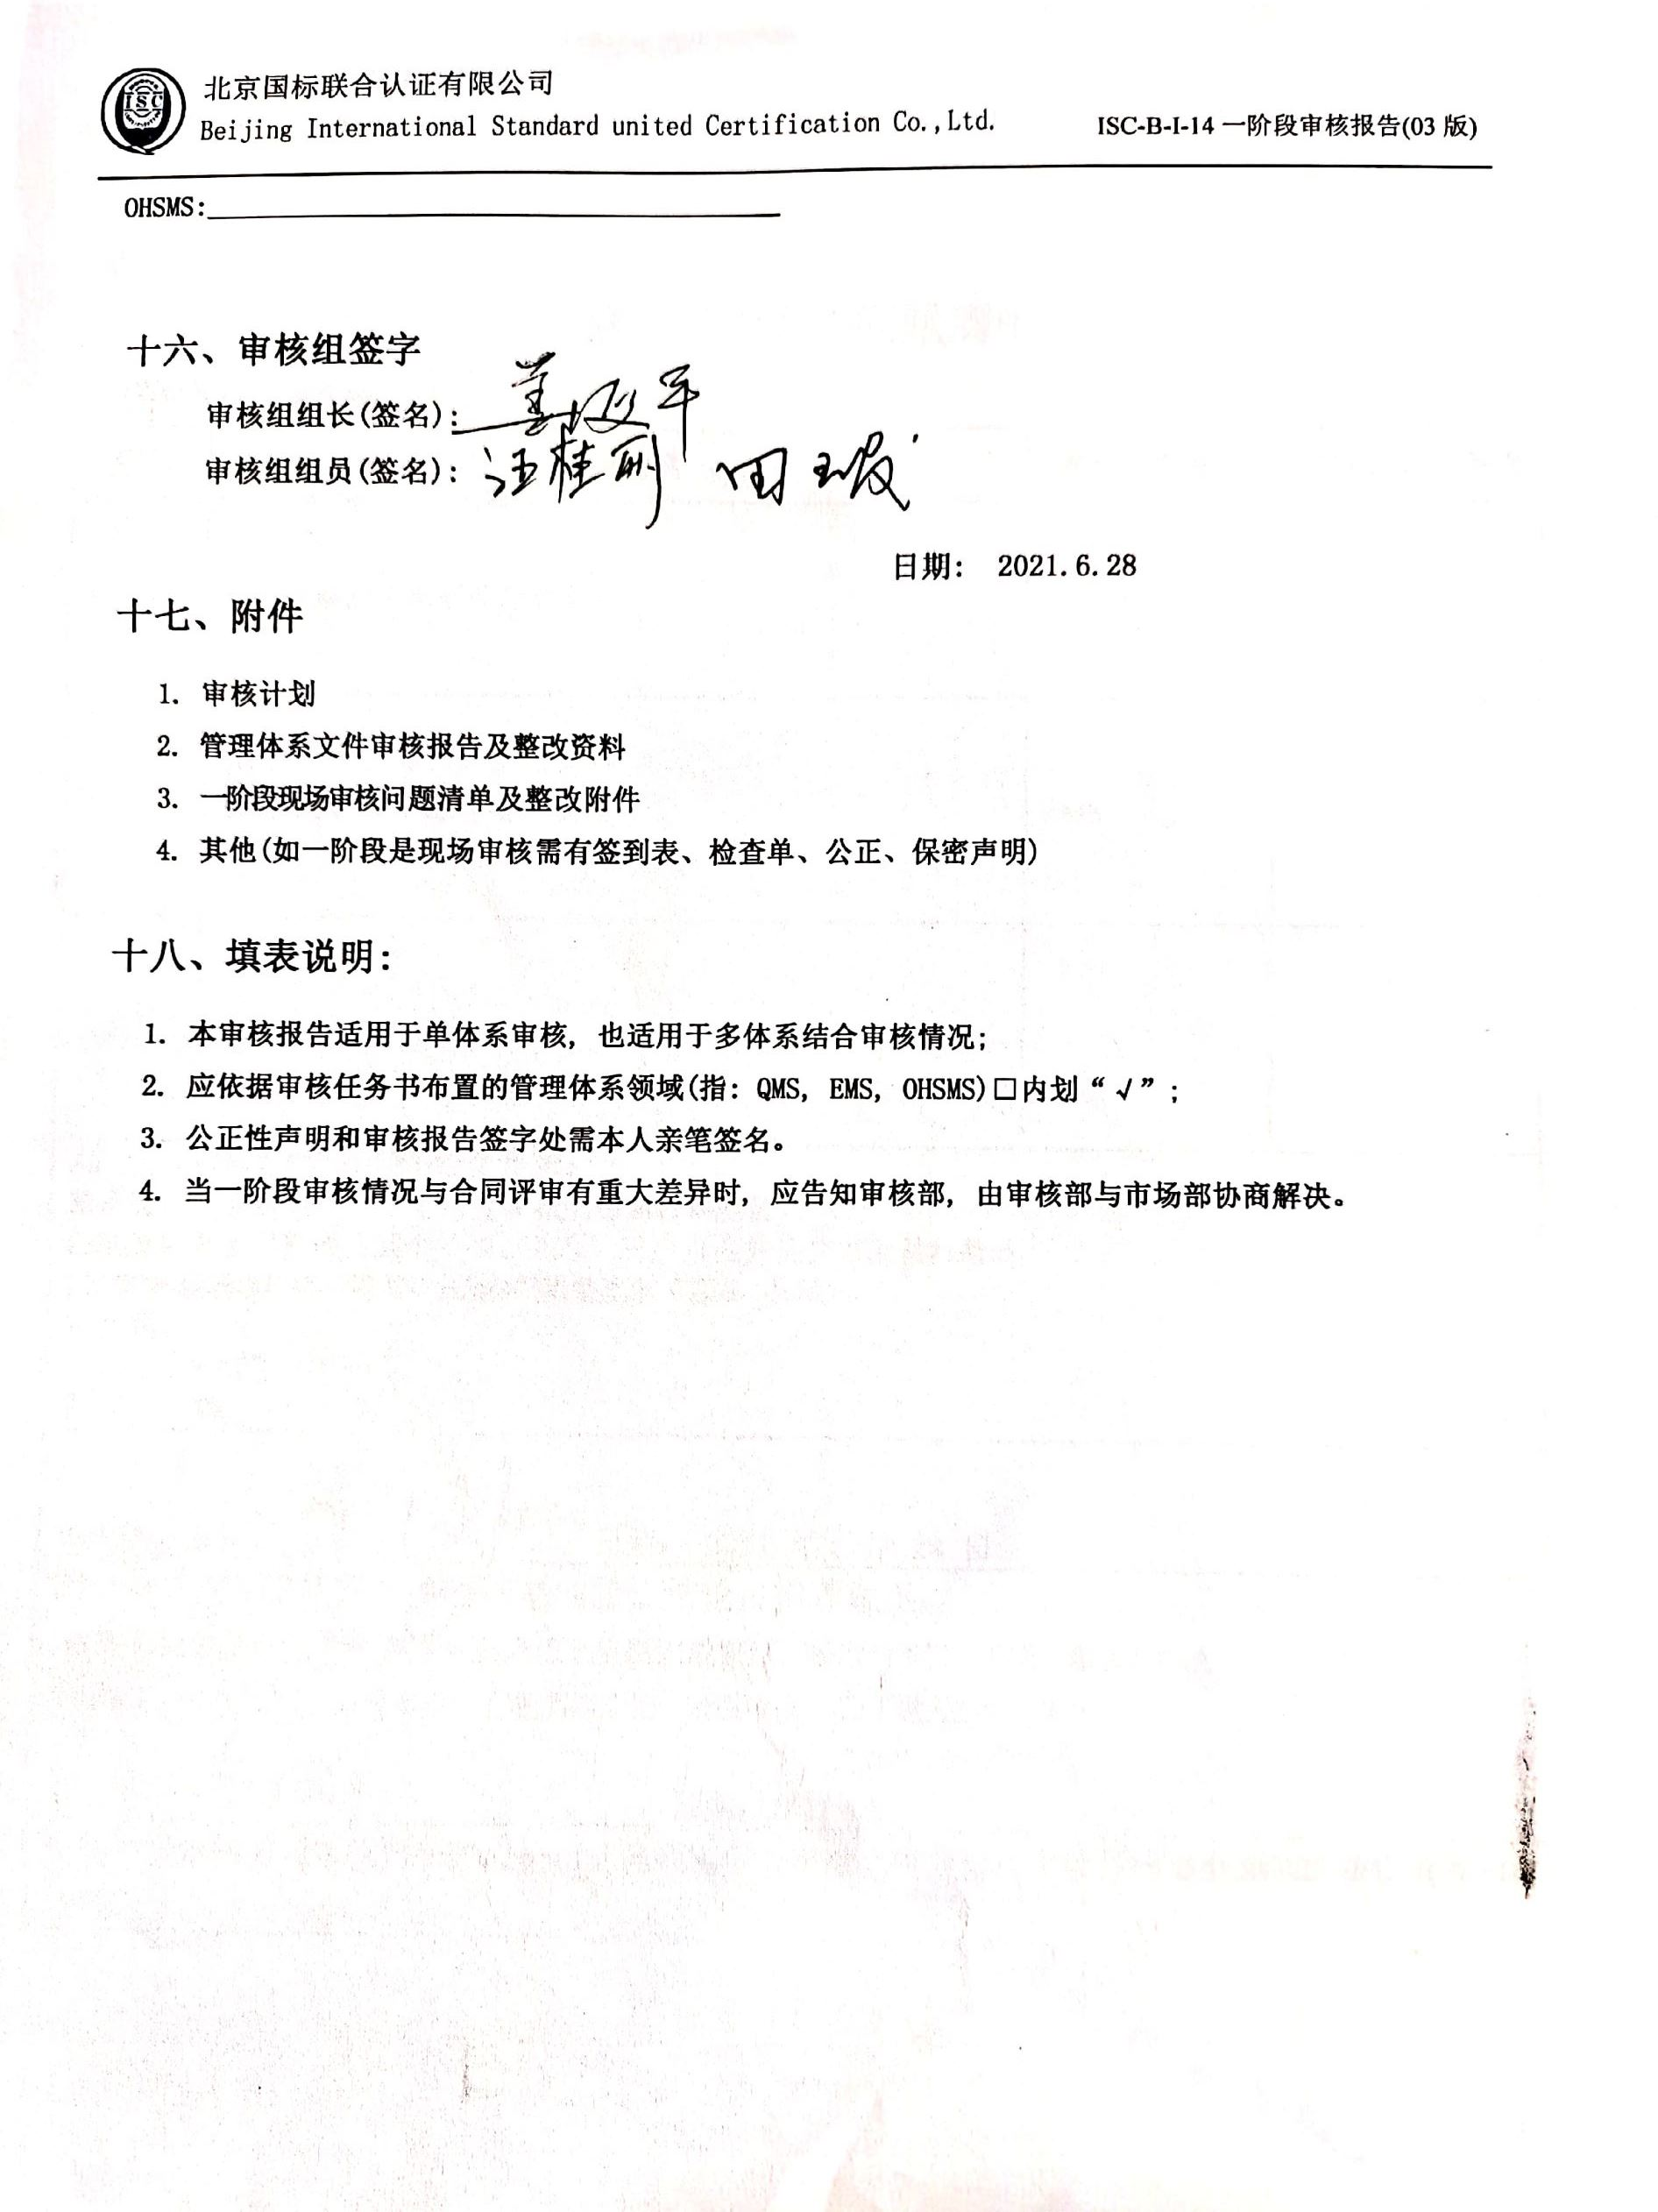 ISC
北京国标联合认证有限公司
Beijing International Standard united Certification Co.,Ltd.
ISC-B-I-14 一阶段审核报告(03 版)
OHSMS:
十六、审核组签字
审核组组长(签名):
审核组组员(签名): 汪桂丽 田瑕
日期: 2021.6.28
十七、附件
1. 审核计划
2. 管理体系文件审核报告及整改资料
3. 一阶段现场审核问题清单及整改附件
4. 其他(如一阶段是现场审核需有签到表、检查单、公正、保密声明)
十八、填表说明:
1. 本审核报告适用于单体系审核, 也适用于多体系结合审核情况;
2. 应依据审核任务书布置的管理体系领域(指: QMS, EMS, OHSMS)□内划“√”;
3. 公正性声明和审核报告签字处需本人亲笔签名。
4. 当一阶段审核情况与合同评审有重大差异时, 应告知审核部, 由审核部与市场部协商解决。